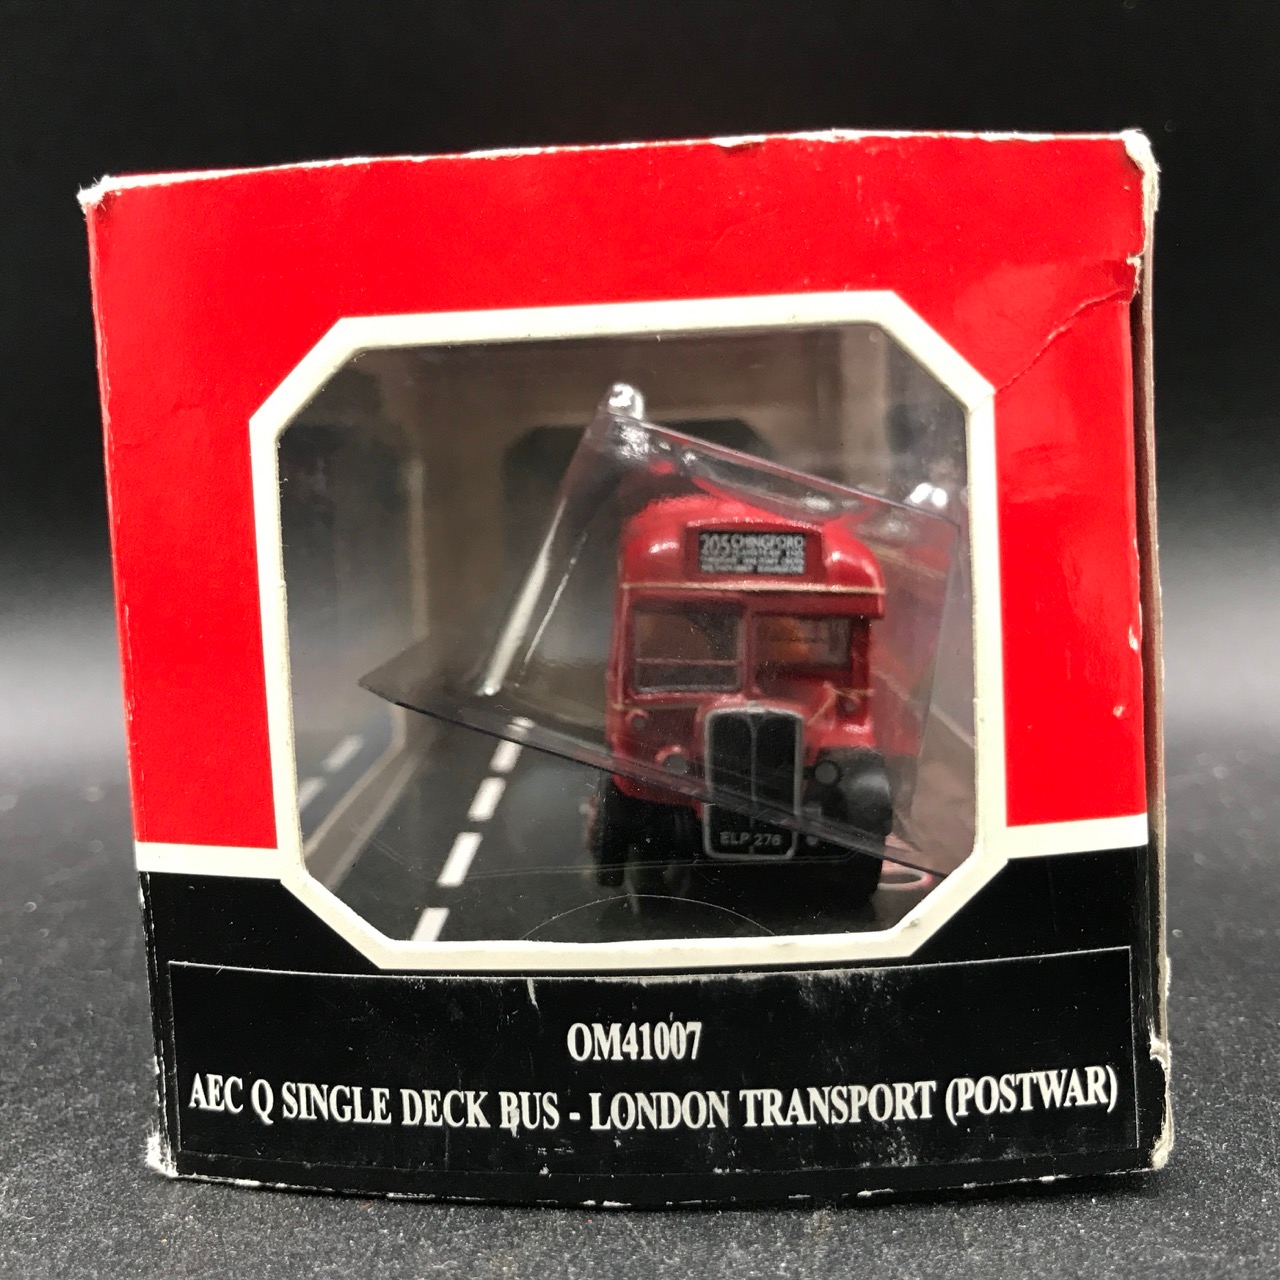 205 CHINGFORD
ELP 276
OM41007
AEC Q SINGLE DECK BUS - LONDON TRANSPORT (POSTWAR)